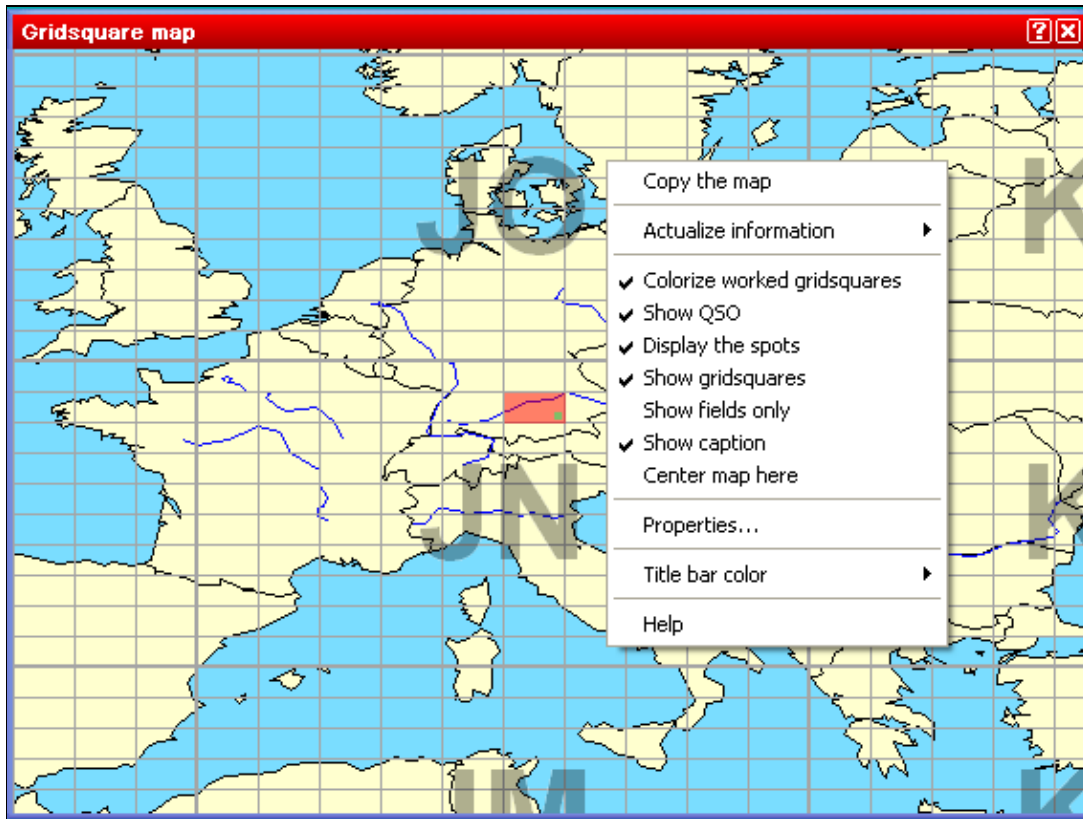 Gridsquare map
JO
K
Copy the map
Actualize information
Colorize worked gridsquares
Show QSO
Display the spots
Show gridsquares
Show fields only
Show caption
Center map here
JN
K
Properties...
Title bar color
Help
JM
K